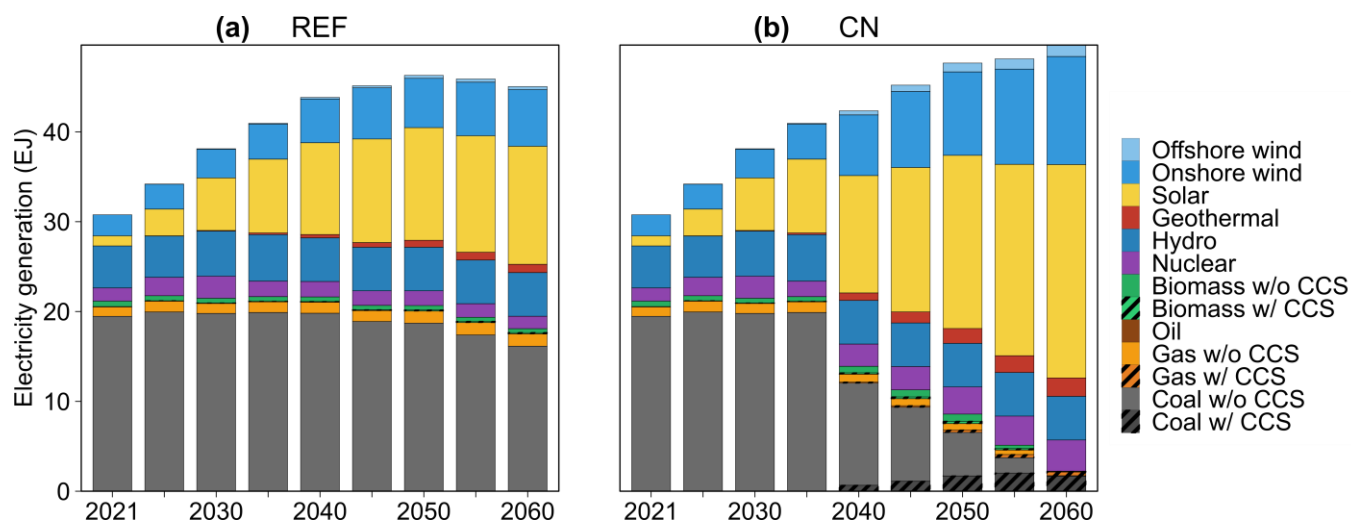 (a) REF
(b) CN
Electricity generation (EJ)
40
30
20
10
0
2021 2030 2040 2050 2060
2021 2030 2040 2050 2060
Offshore wind
Onshore wind
Solar
Geothermal
Hydro
Nuclear
Biomass w/o CCS
Biomass w/ CCS
Oil
Gas w/o CCS
Gas w/ CCS
Coal w/o CCS
Coal w/ CCS